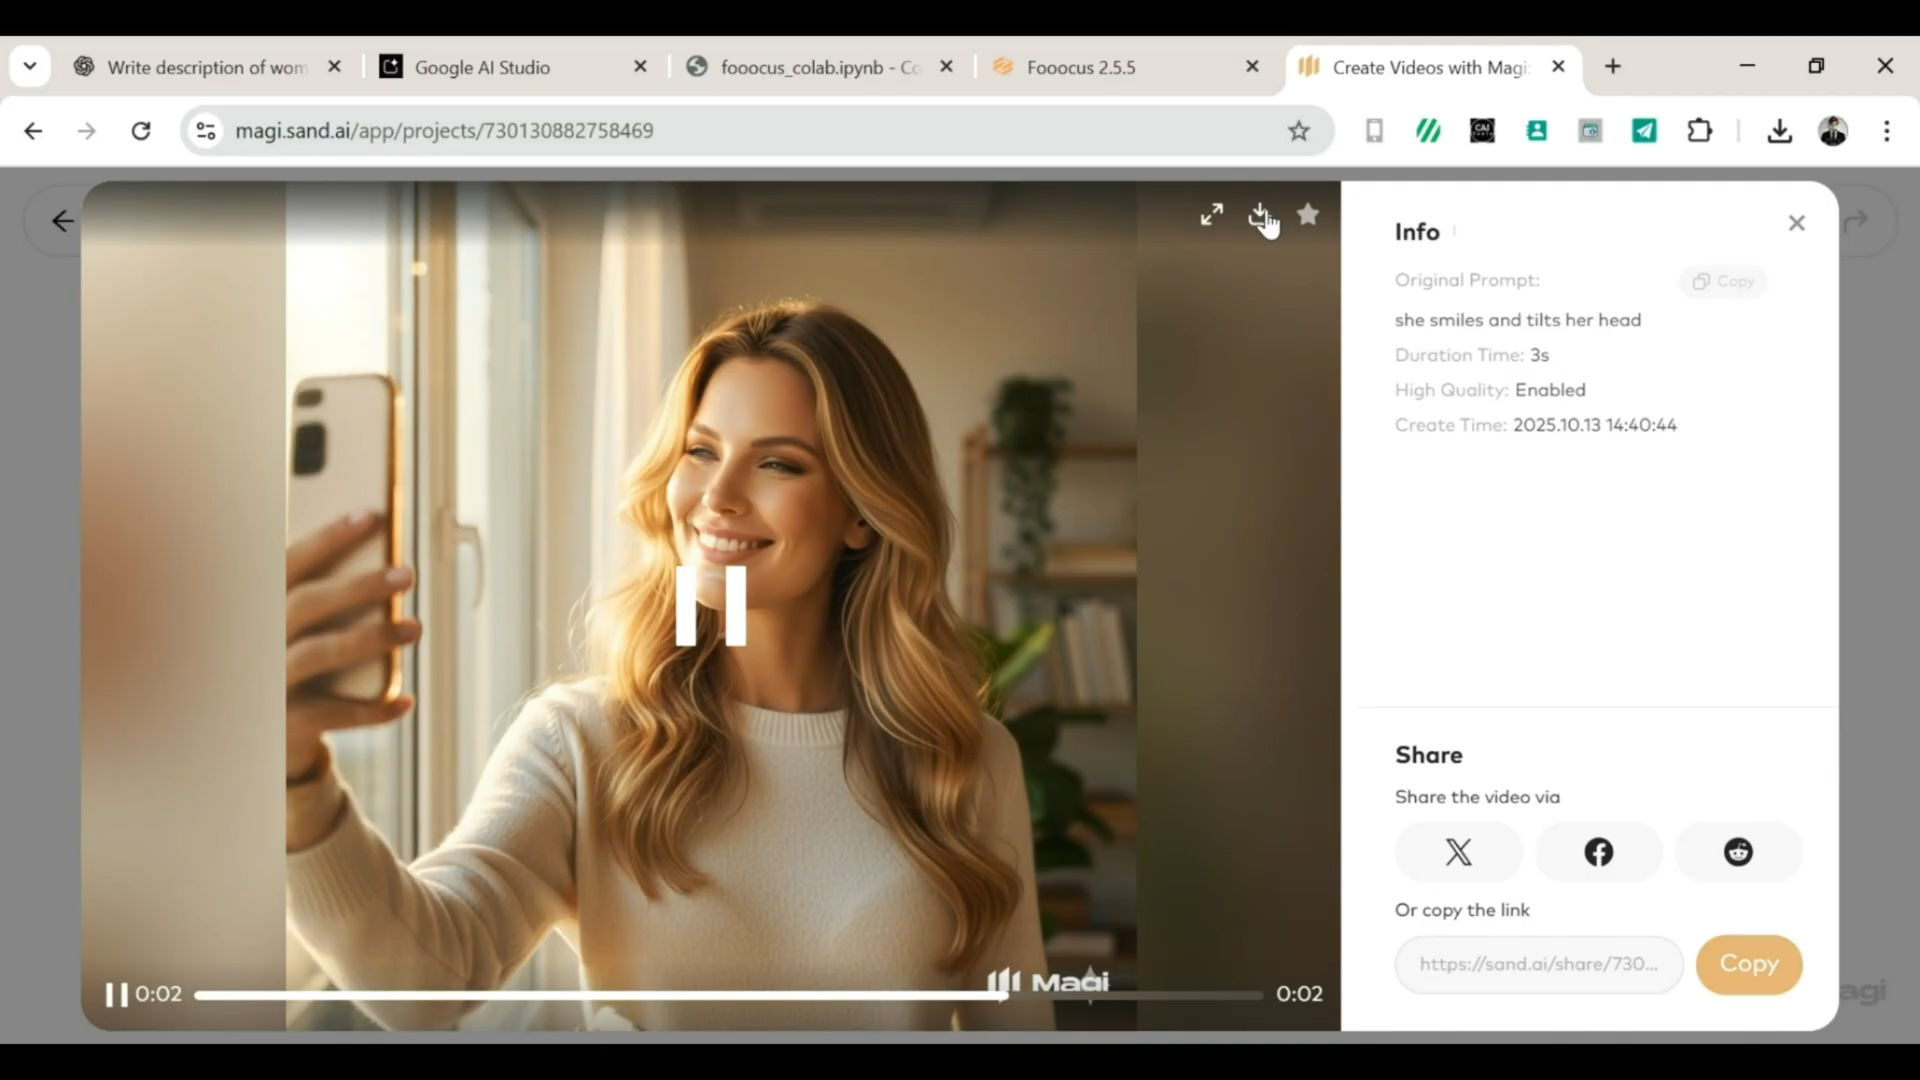 Write description of wom
Google AI Studio
fooocus_colab.ipynb - Co
Fooocus 2.5.5
Create Videos with Magi:
magi.sand.ai/app/projects/730130882758469
CAI
Info
Original Prompt:
Copy
she smiles and tilts her head
Duration Time: 3s
High Quality: Enabled
Create Time: 2025.10.13 14:40:44
Share
Share the video via
Or copy the link
https://sand.ai/share/730...
Copy
Magi
0:02
0:02
agi